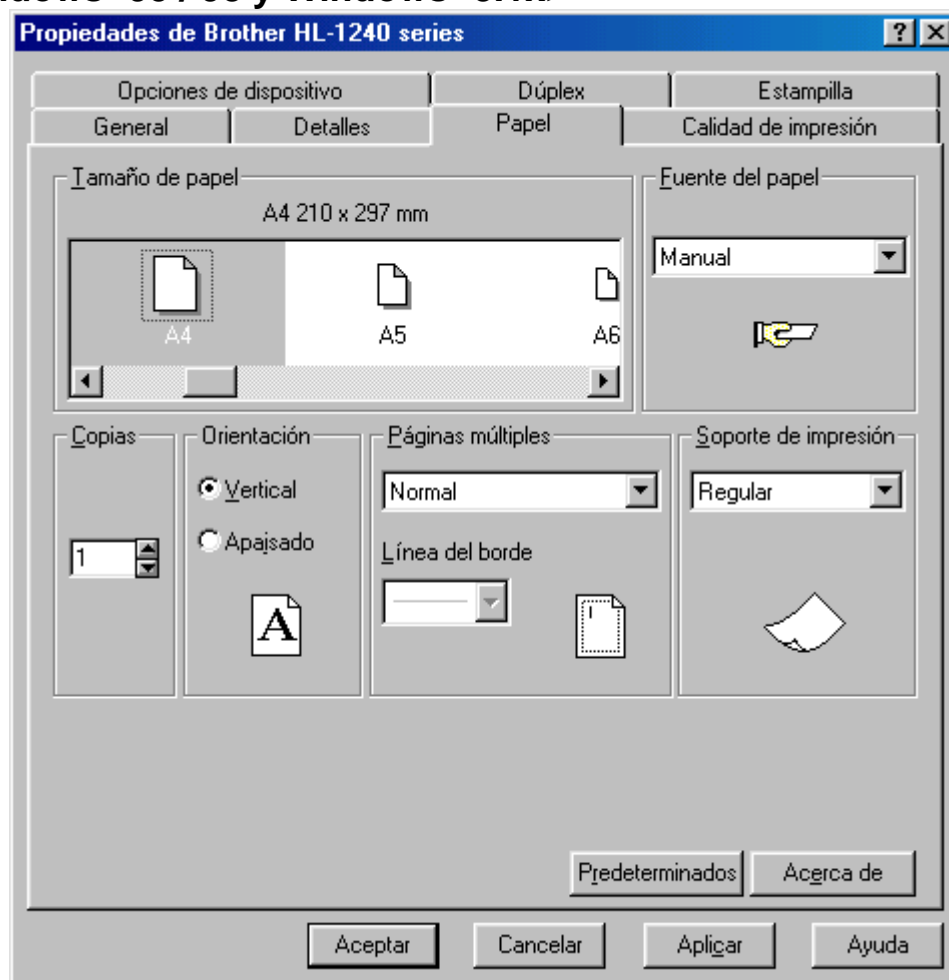 Propiedades de Brother HL-1240 series
Opciones de dispositivo Dúplex Estampilla
General Detalles Papel Calidad de impresión
Tamaño de papel Fuente del papel
A4 210 x 297 mm
Manual
A4 A5 A6
Copias Orientación Páginas múltiples Soporte de impresión
Vertical Normal Regular
1 Apaisado Línea del borde
A
Predeterminados Acerca de
Aceptar Cancelar Aplicar Ayuda